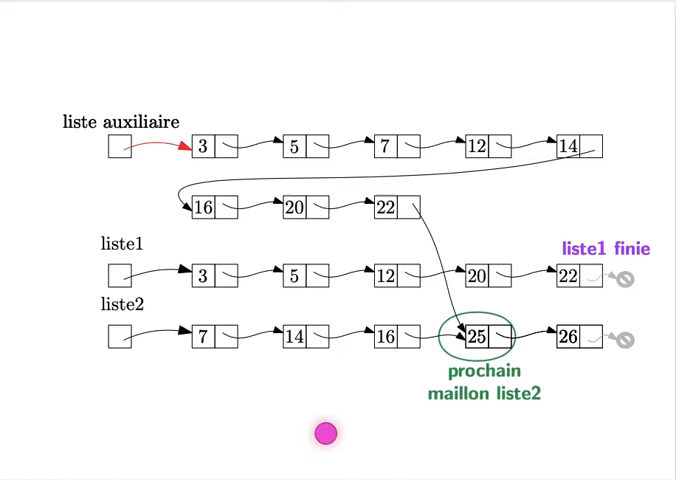 liste auxiliaire
3 5 7 12 14
16 20 22
liste1
liste1 finie
3 5 12 20 22
liste2
7 14 16 25 26
prochain
maillon liste2